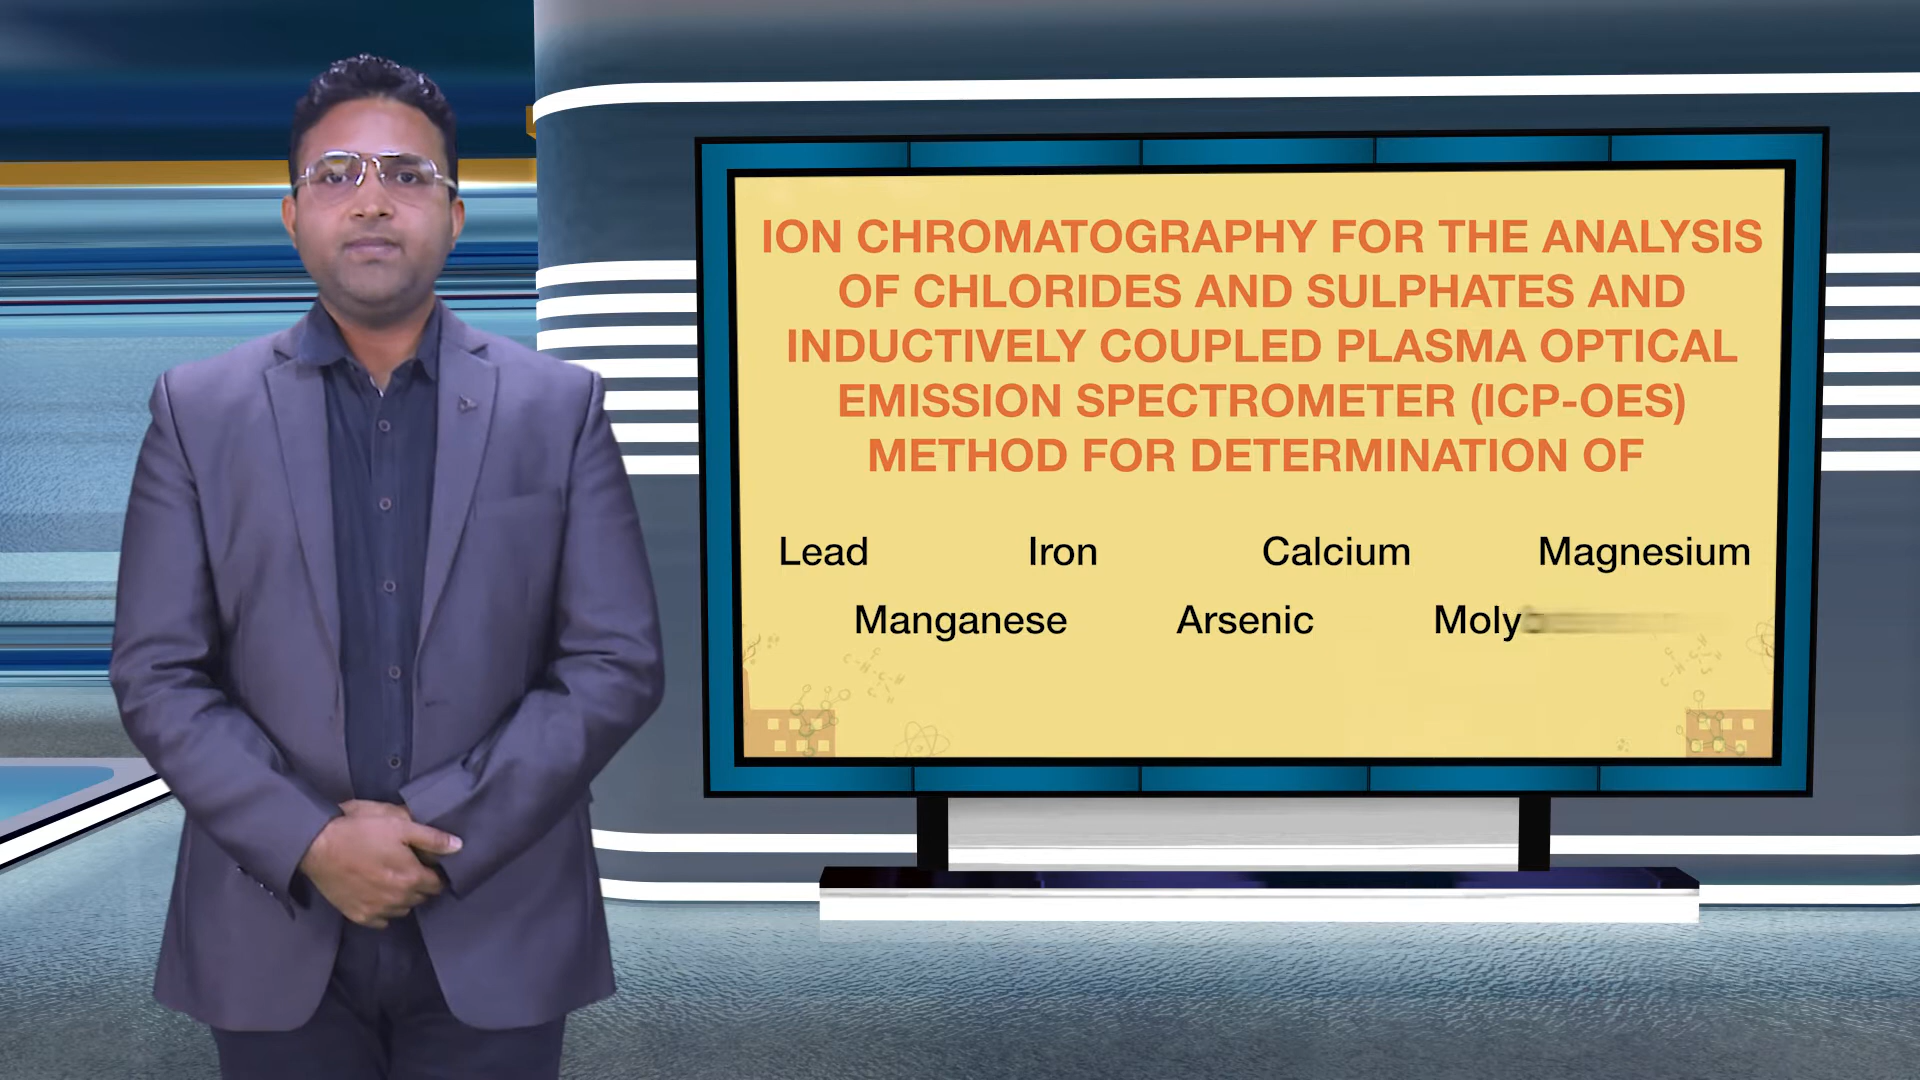 ION CHROMATOGRAPHY FOR THE ANALYSIS
OF CHLORIDES AND SULPHATES AND
INDUCTIVELY COUPLED PLASMA OPTICAL
EMISSION SPECTROMETER (ICP-OES)
METHOD FOR DETERMINATION OF
Lead Iron Calcium Magnesium
Manganese Arsenic